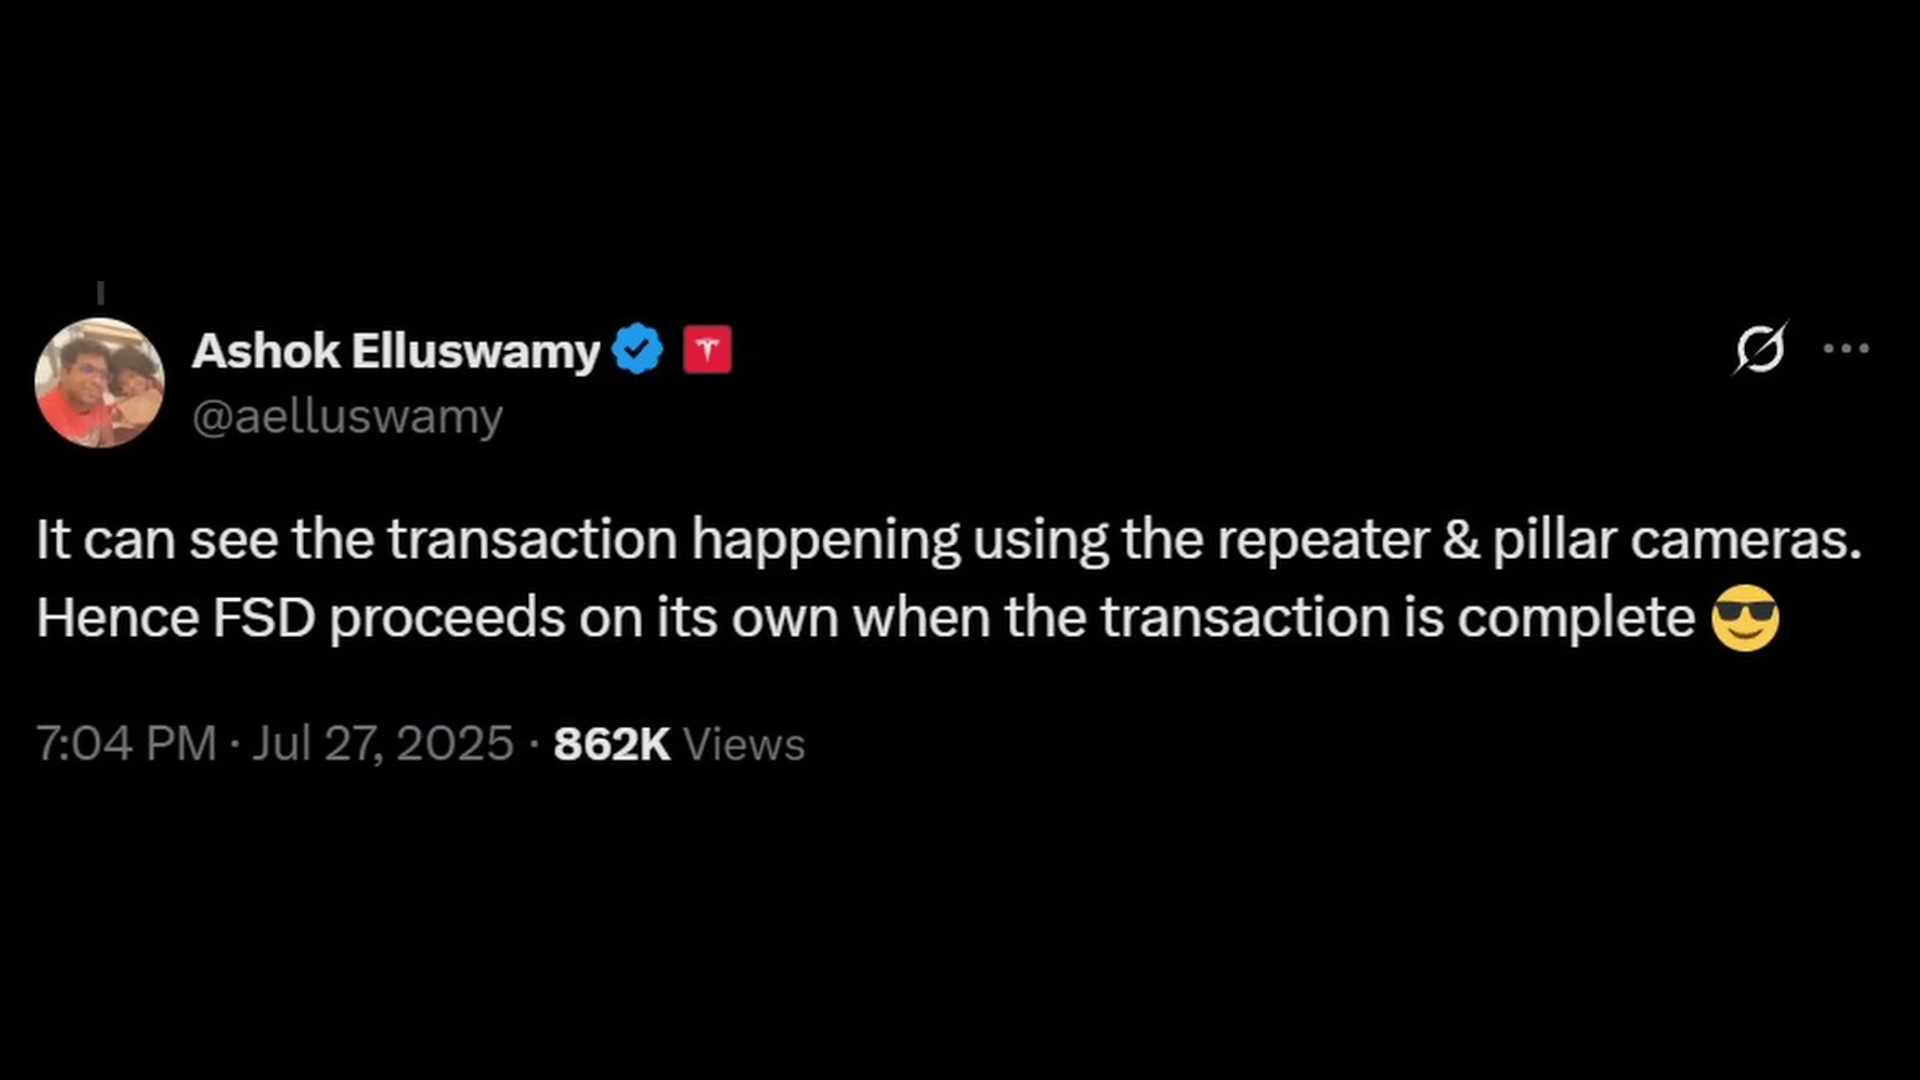 Ashok Elluswamy
@aelluswamy
It can see the transaction happening using the repeater & pillar cameras.
Hence FSD proceeds on its own when the transaction is complete 😎
7:04 PM · Jul 27, 2025 · 862K Views